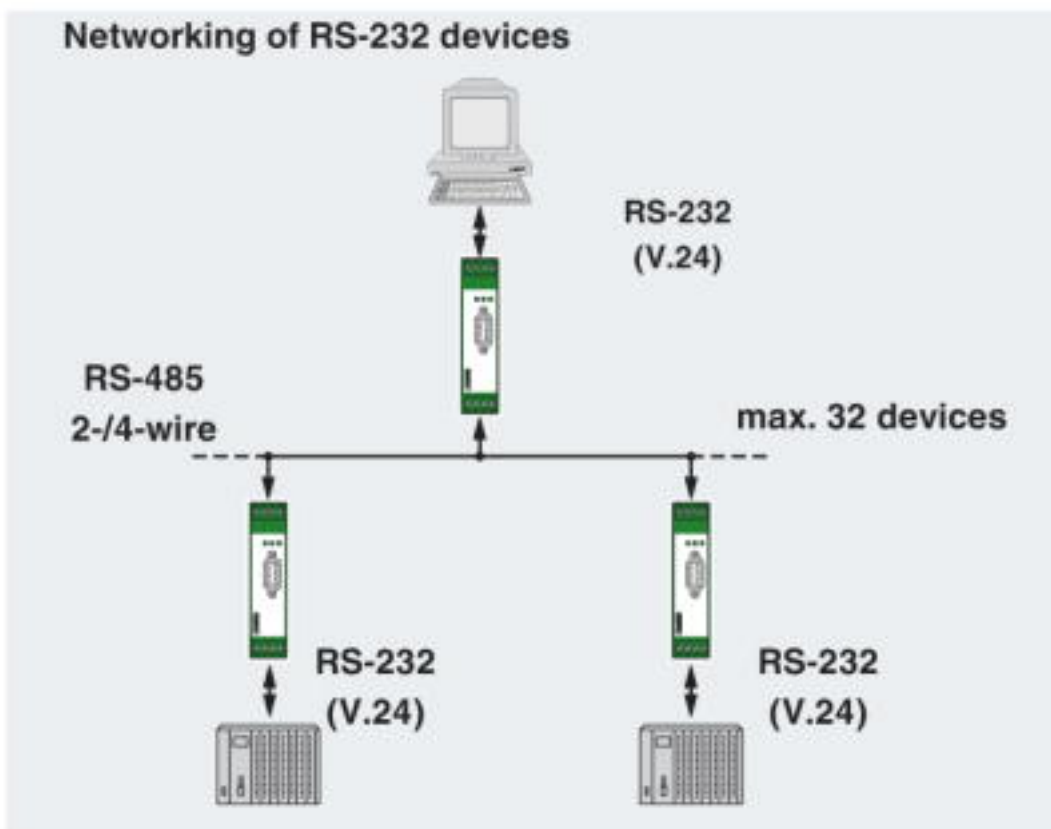 Networking of RS-232 devices
RS-232
(V.24)
RS-485
2-/4-wire
max. 32 devices
RS-232
(V.24)
RS-232
(V.24)